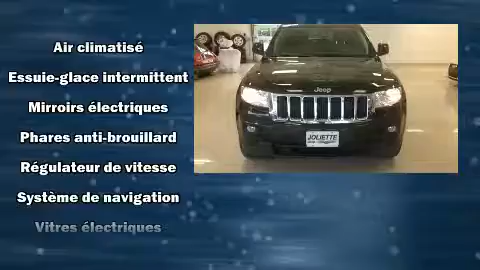 Air climatisé
Essuie-glace intermittent
Mirroirs électriques
Phares anti-brouillard
Régulateur de vitesse
Système de navigation
Vitres électriques
Jeep
JOLIETTE